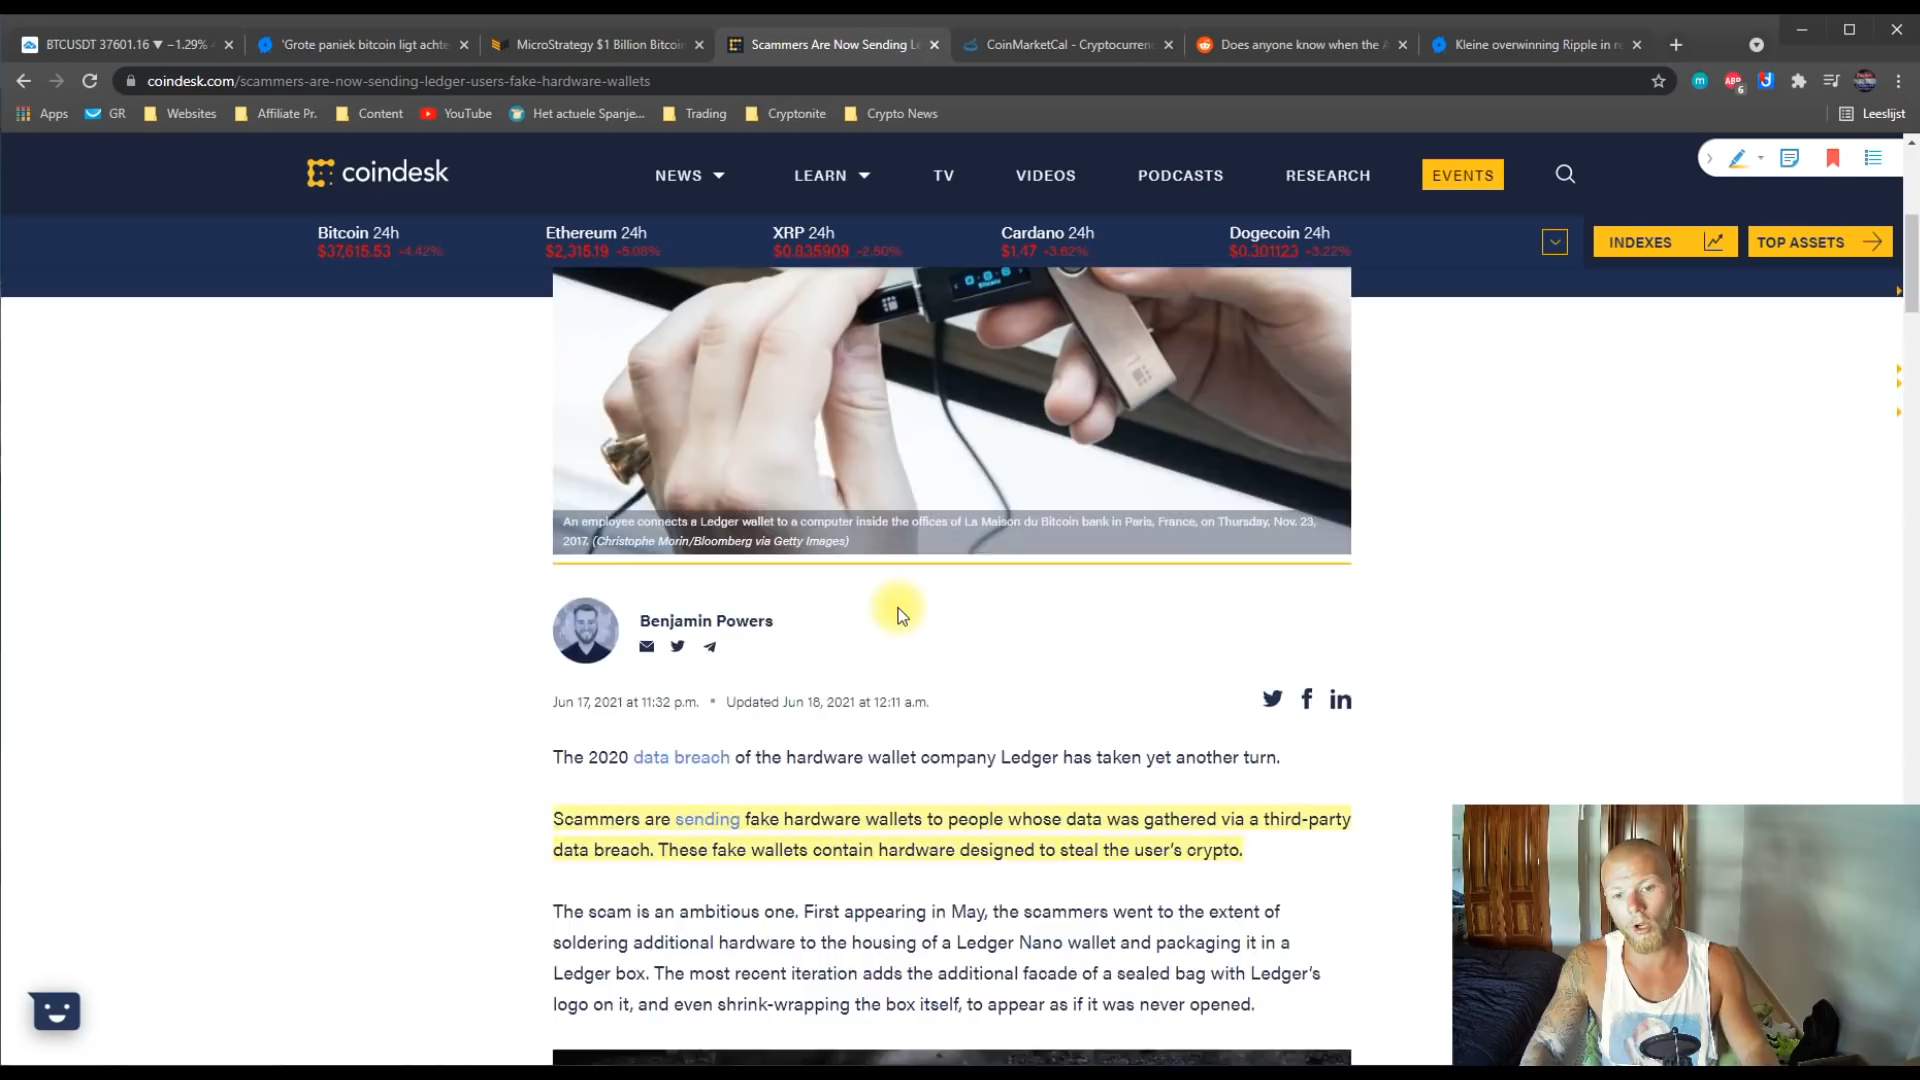 BTCUSDT 37601.16 ▼ −1.29%
'Grote paniek bitcoin ligt achte
MicroStrategy $1 Billion Bitcoin
Scammers Are Now Sending L
CoinMarketCal - Cryptocurren
Does anyone know when the
Kleine overwinning Ripple in r
coindesk.com/scammers-are-now-sending-ledger-users-fake-hardware-wallets
ABP
6
Apps
GR
Websites
Affiliate Pr.
Content
YouTube
Het actuele Spanje...
Trading
Cryptonite
Crypto News
Leeslijst
coindesk
NEWS
LEARN
TV
VIDEOS
PODCASTS
RESEARCH
EVENTS
Bitcoin 24h
$37,615.53 -4.42%
Ethereum 24h
$2,315.19 -5.08%
XRP 24h
$0.835909 -2.50%
Cardano 24h
$1.47 -3.62%
Dogecoin 24h
$0.301123 -3.22%
INDEXES
TOP ASSETS
Bitcoin
An employee connects a Ledger wallet to a computer inside the offices of La Maison du Bitcoin bank in Paris, France, on Thursday, Nov. 23,
2017. (Christophe Morin/Bloomberg via Getty Images)
Benjamin Powers
Jun 17, 2021 at 11:32 p.m. • Updated Jun 18, 2021 at 12:11 a.m.
The 2020 data breach of the hardware wallet company Ledger has taken yet another turn.
Scammers are sending fake hardware wallets to people whose data was gathered via a third-party
data breach. These fake wallets contain hardware designed to steal the user's crypto.
The scam is an ambitious one. First appearing in May, the scammers went to the extent of
soldering additional hardware to the housing of a Ledger Nano wallet and packaging it in a
Ledger box. The most recent iteration adds the additional facade of a sealed bag with Ledger's
logo on it, and even shrink-wrapping the box itself, to appear as if it was never opened.